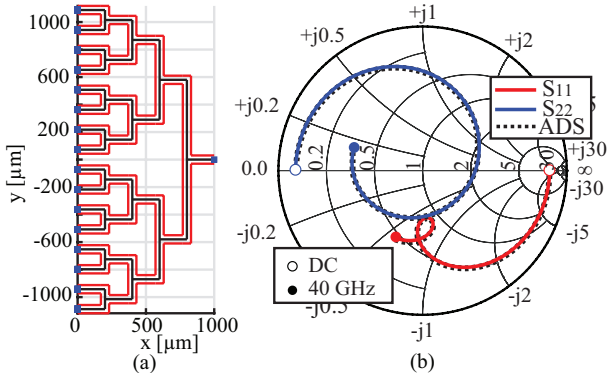 1000
600
200
-200
-600
-1000
y [μm]
0
500
1000
x [μm]
(a)
+j1
+j0.5
+j2
+j0.2
0.0
0.2
0.5
1
2
5
30
+j30
∞
-j30
-j0.2
-j5
-j0.5
-j2
-j1
S11
S22
ADS
DC
40 GHz
(b)